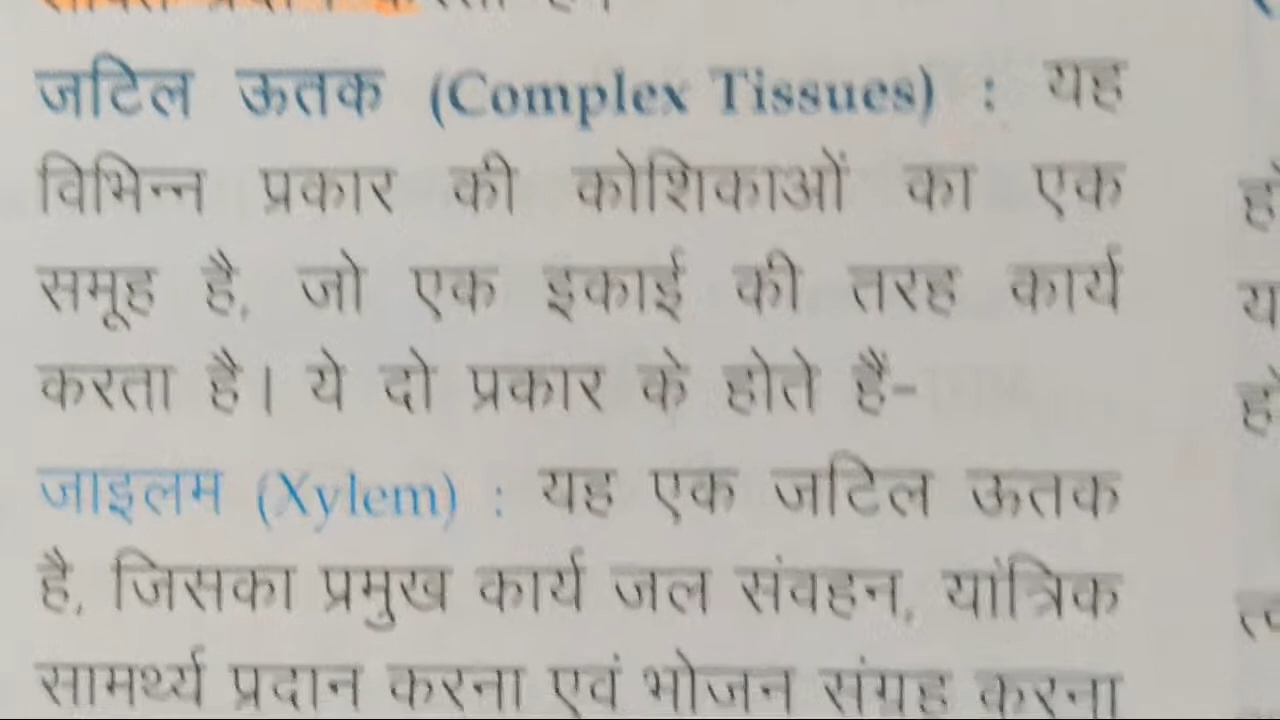 जटिल ऊतक (Complex Tissues) : यह
विभिन्न प्रकार की कोशिकाओं का एक
समूह है, जो एक इकाई की तरह कार्य
करता है। ये दो प्रकार के होते हैं-
जाइलम (Xylem) : यह एक जटिल ऊतक
है, जिसका प्रमुख कार्य जल संवहन, यांत्रिक
सामर्थ्य प्रदान करना एवं भोजन संग्रह करना